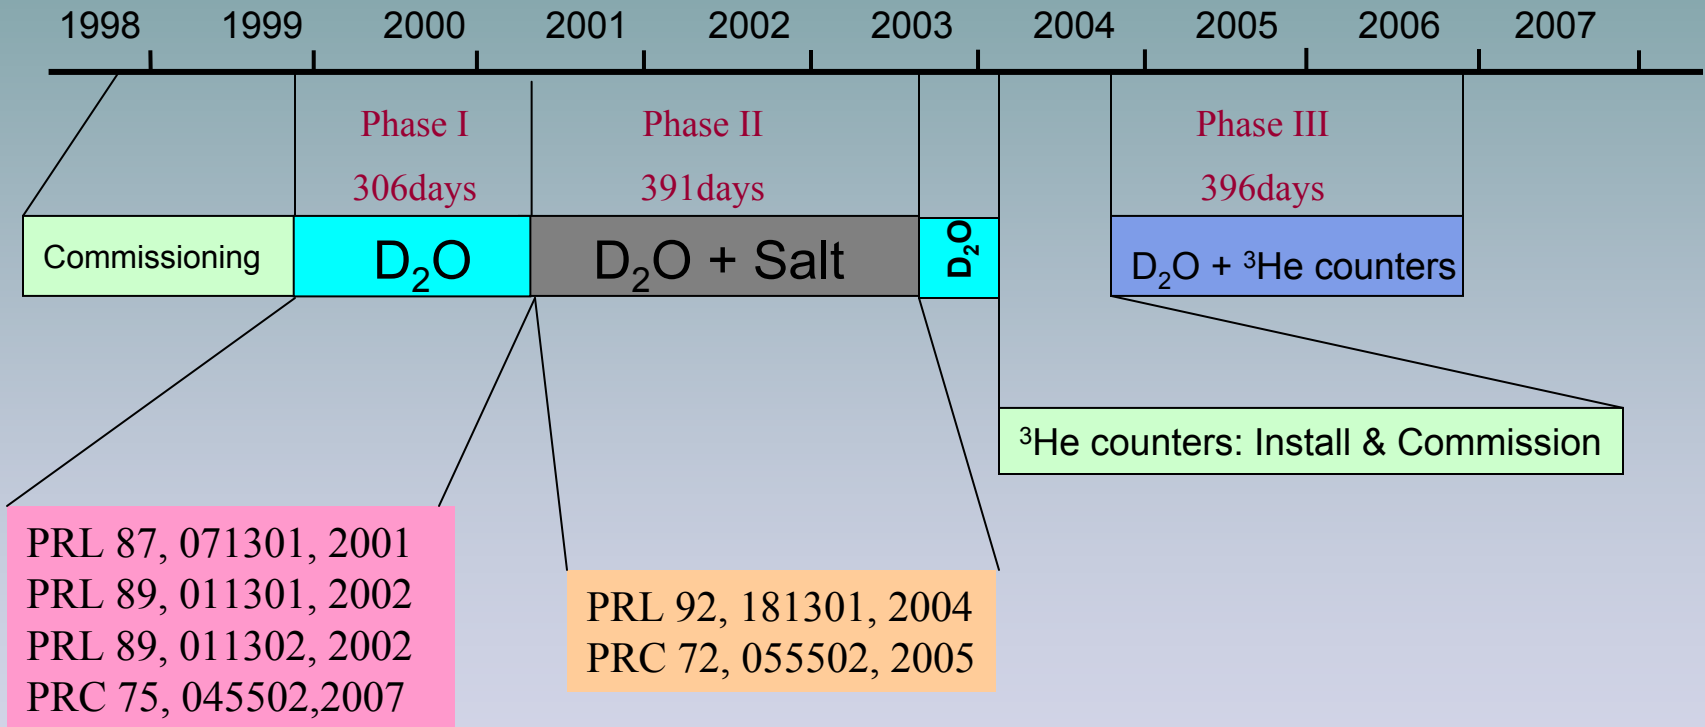 1998 1999 2000 2001 2002 2003 2004 2005 2006 2007
Phase I
306days
Phase II
391days
Phase III
396days
Commissioning
D₂O
D₂O + Salt
D₂O
D₂O + ³He counters
³He counters: Install & Commission
PRL 87, 071301, 2001
PRL 89, 011301, 2002
PRL 89, 011302, 2002
PRC 75, 045502,2007
PRL 92, 181301, 2004
PRC 72, 055502, 2005